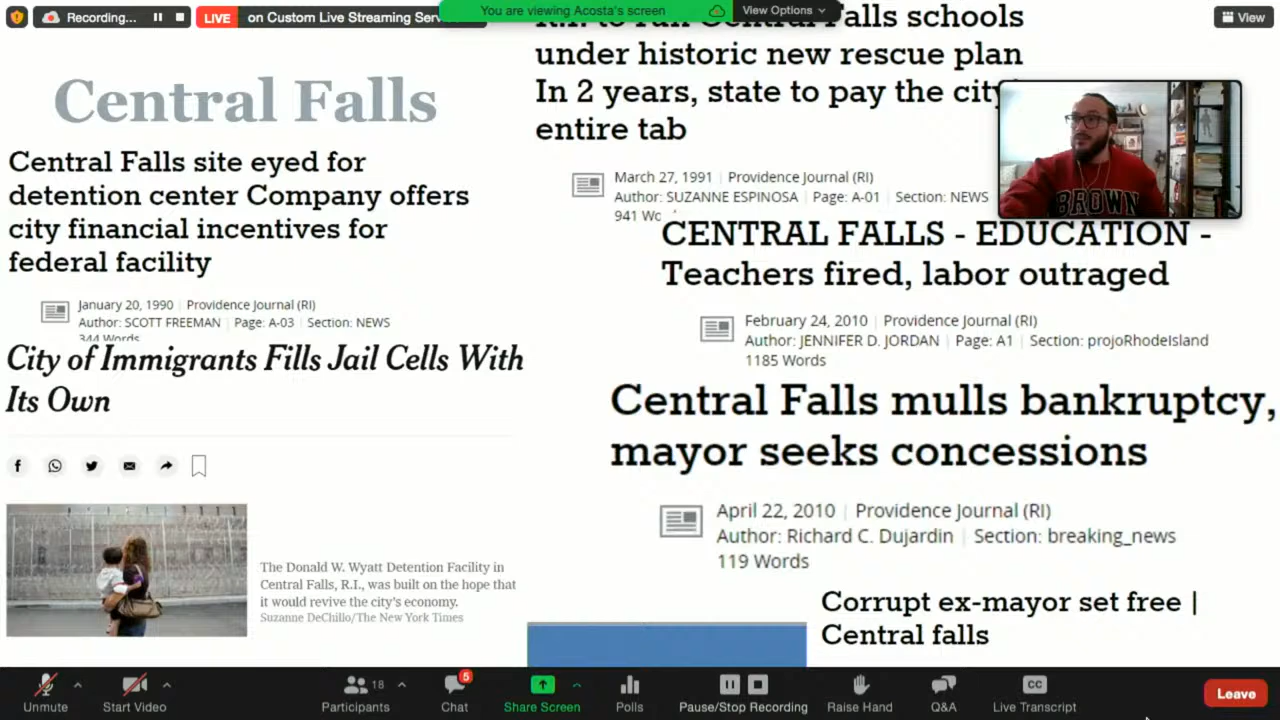 Recording...
LIVE
on Custom Live Streaming Ser
You are viewing Acosta's screen
View Options
View
Central Falls
Central Falls site eyed for
detention center Company offers
city financial incentives for
federal facility
January 20, 1990 | Providence Journal (RI)
Author: SCOTT FREEMAN | Page: A-03 | Section: NEWS
344 Words
City of Immigrants Fills Jail Cells With
Its Own
The Donald W. Wyatt Detention Facility in
Central Falls, R.I., was built on the hope that
it would revive the city's economy.
Suzanne DeChillo/The New York Times
R.I. to run Central Falls schools
under historic new rescue plan
In 2 years, state to pay the city
entire tab
March 27, 1991 | Providence Journal (RI)
Author: SUZANNE ESPINOSA | Page: A-01 | Section: NEWS
941 Wo
BROWN
CENTRAL FALLS - EDUCATION -
Teachers fired, labor outraged
February 24, 2010 | Providence Journal (RI)
Author: JENNIFER D. JORDAN | Page: A1 | Section: projoRhodeIsland
1185 Words
Central Falls mulls bankruptcy,
mayor seeks concessions
April 22, 2010 | Providence Journal (RI)
Author: Richard C. Dujardin | Section: breaking_news
119 Words
Corrupt ex-mayor set free |
Central falls
Unmute
Start Video
18
Participants
5
Chat
Share Screen
Polls
Pause/Stop Recording
Raise Hand
Q&A
CC
Live Transcript
Leave